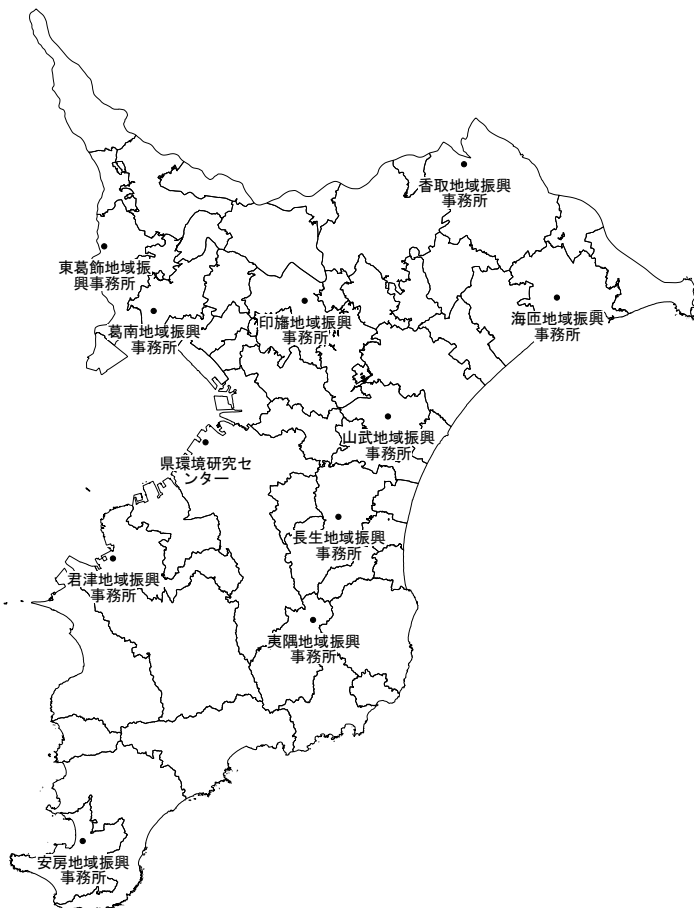 香取地域振興
事務所
東葛飾地域振
興事務所
葛南地域振興
事務所
印旛地域振興
事務所
海匝地域振興
事務所
山武地域振興
事務所
県環境研究セ
ンター
長生地域振興
事務所
君津地域振興
事務所
夷隅地域振興
事務所
安房地域振興
事務所